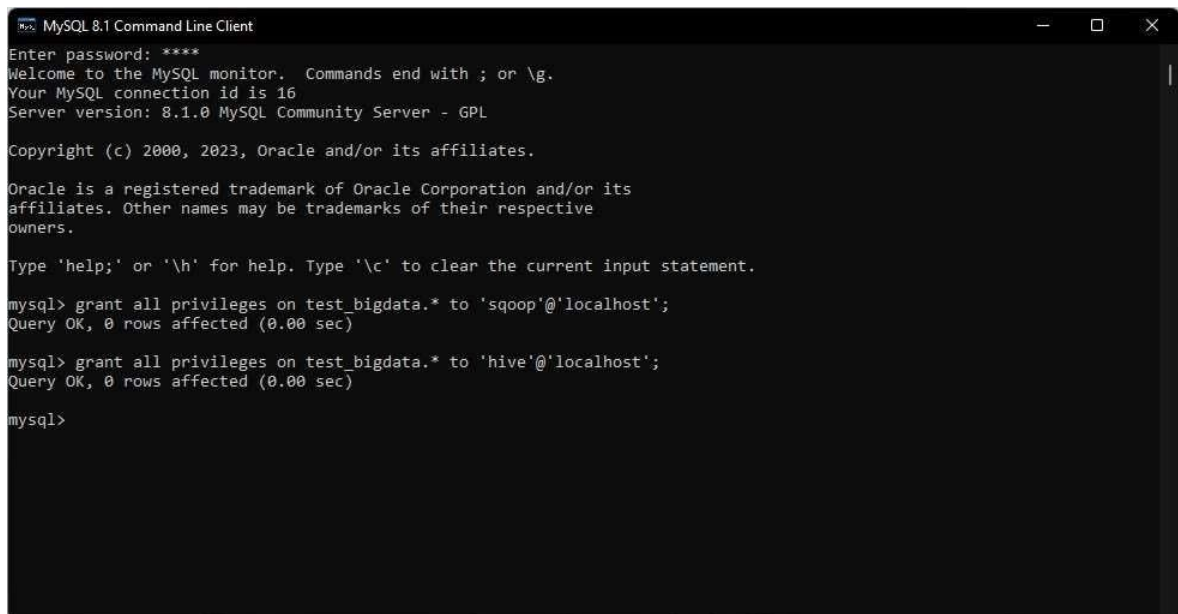 MySQL 8.1 Command Line Client
Enter password: ****
Welcome to the MySQL monitor.  Commands end with ; or \g.
Your MySQL connection id is 16
Server version: 8.1.0 MySQL Community Server - GPL
Copyright (c) 2000, 2023, Oracle and/or its affiliates.
Oracle is a registered trademark of Oracle Corporation and/or its
affiliates. Other names may be trademarks of their respective
owners.
Type 'help;' or '\h' for help. Type '\c' to clear the current input statement.
mysql> grant all privileges on test_bigdata.* to 'sqoop'@'localhost';
Query OK, 0 rows affected (0.00 sec)
mysql> grant all privileges on test_bigdata.* to 'hive'@'localhost';
Query OK, 0 rows affected (0.00 sec)
mysql>